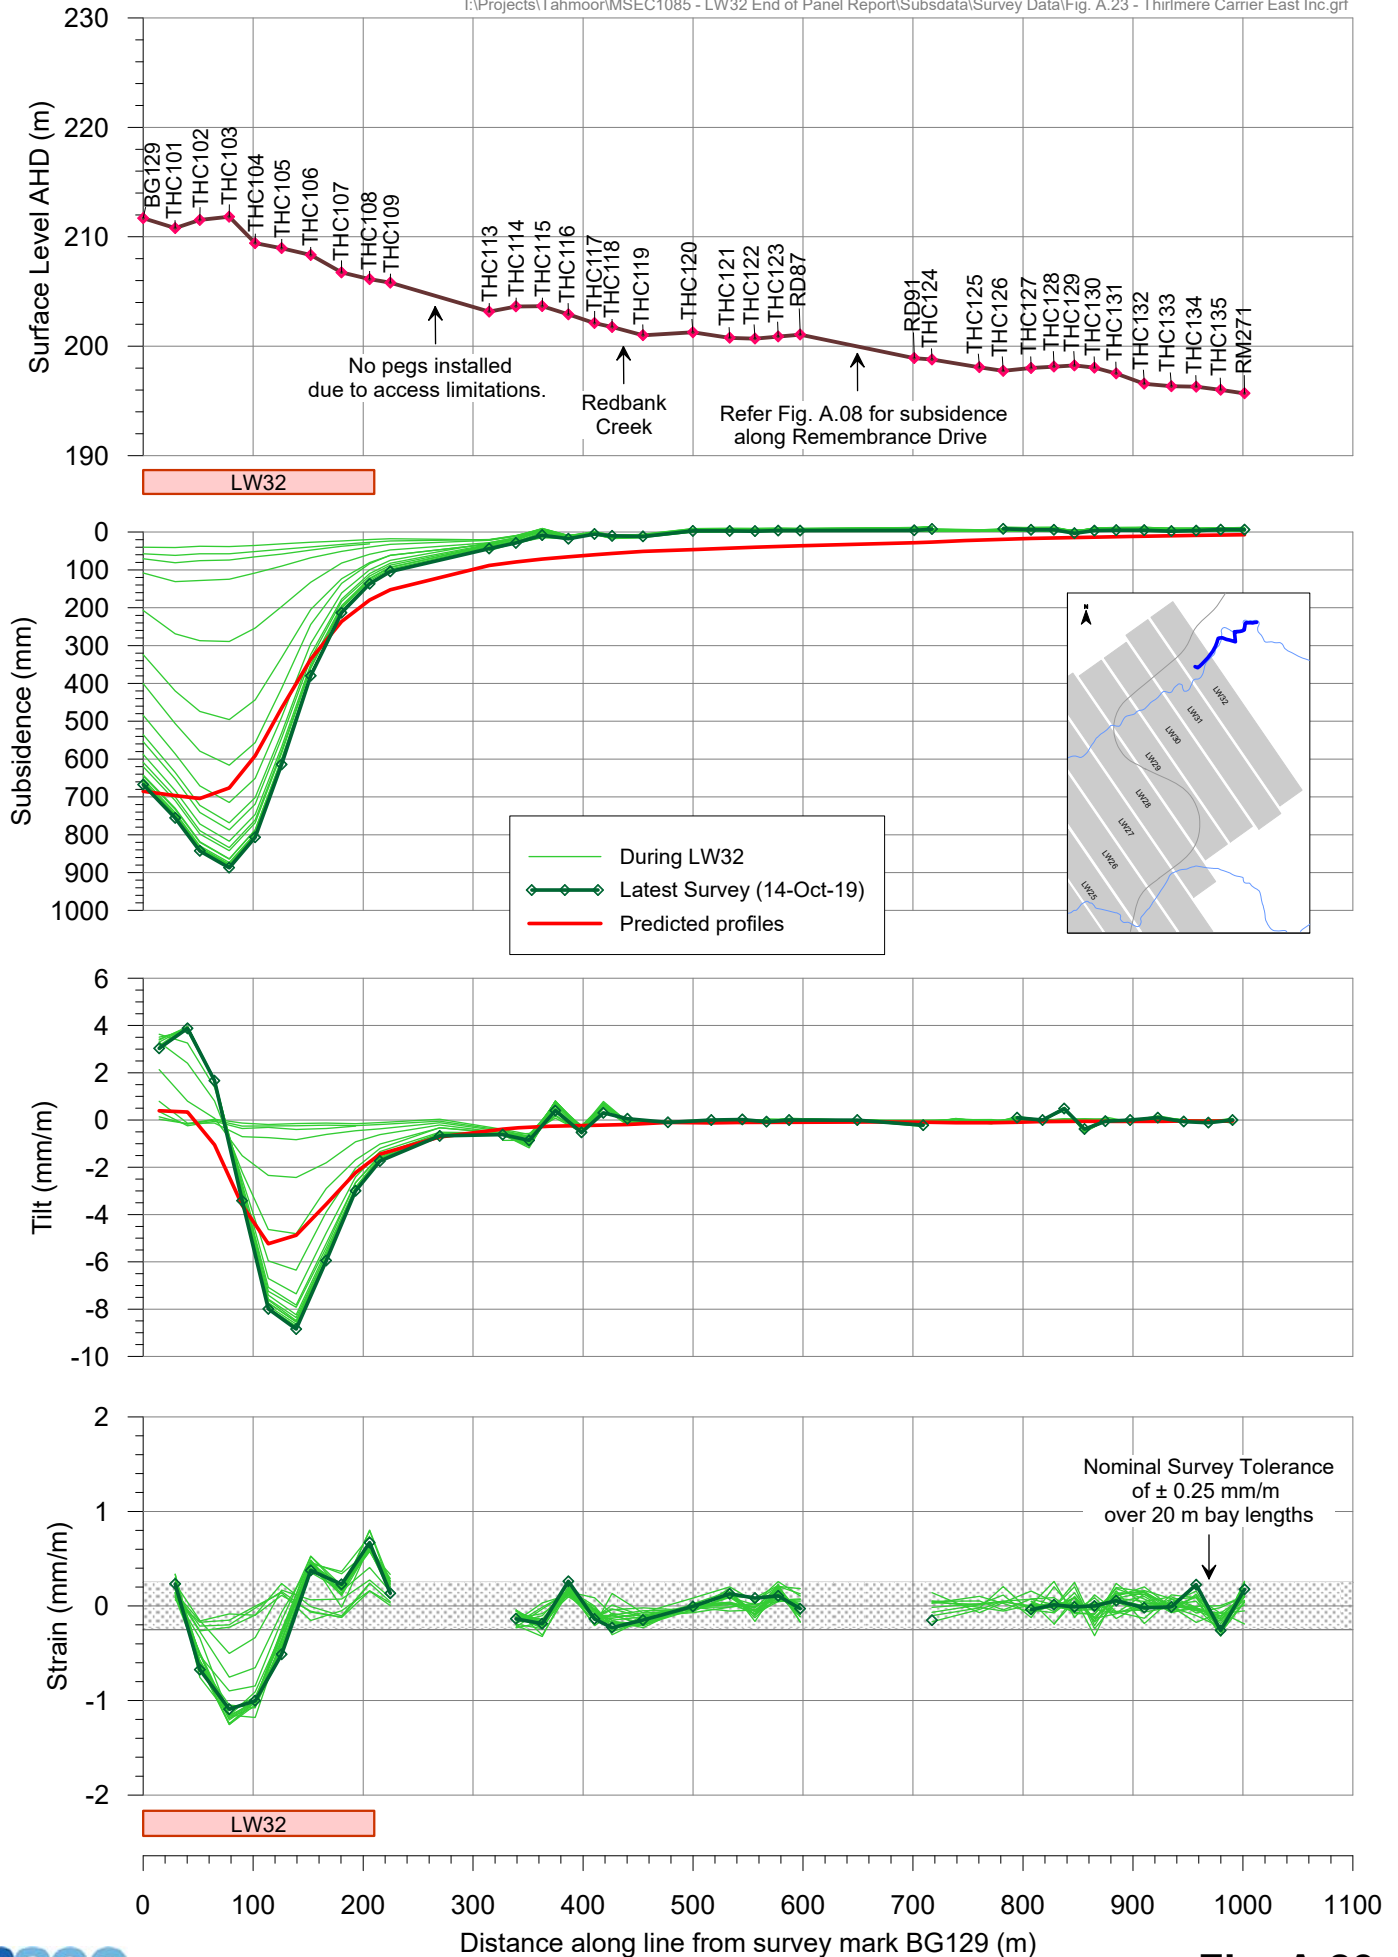 I:\Projects\Tahmoor\MSEC1085 - LW32 End of Panel Report\Subsdata\Survey Data\Fig. A.23 - Thirlmere Carrier East Inc.grf
Surface Level AHD (m)
230
220
210
200
190
BG129
THC101
THC102
THC103
THC104
THC105
THC106
THC107
THC108
THC109
THC113
THC114
THC115
THC116
THC117
THC118
THC119
THC120
THC121
THC122
THC123
RD87
RD91
THC124
THC125
THC126
THC127
THC128
THC129
THC130
THC131
THC132
THC133
THC134
THC135
RM271
No pegs installed
due to access limitations.
Redbank
Creek
Refer Fig. A.08 for subsidence
along Remembrance Drive
LW32
Subsidence (mm)
0
100
200
300
400
500
600
700
800
900
1000
N
LW32
LW31
LW30
LW29
LW28
LW27
LW26
LW25
During LW32
Latest Survey (14-Oct-19)
Predicted profiles
Tilt (mm/m)
6
4
2
0
-2
-4
-6
-8
-10
Strain (mm/m)
2
1
0
-1
-2
Nominal Survey Tolerance
of ± 0.25 mm/m
over 20 m bay lengths
LW32
0 100 200 300 400 500 600 700 800 900 1000 1100
Distance along line from survey mark BG129 (m)